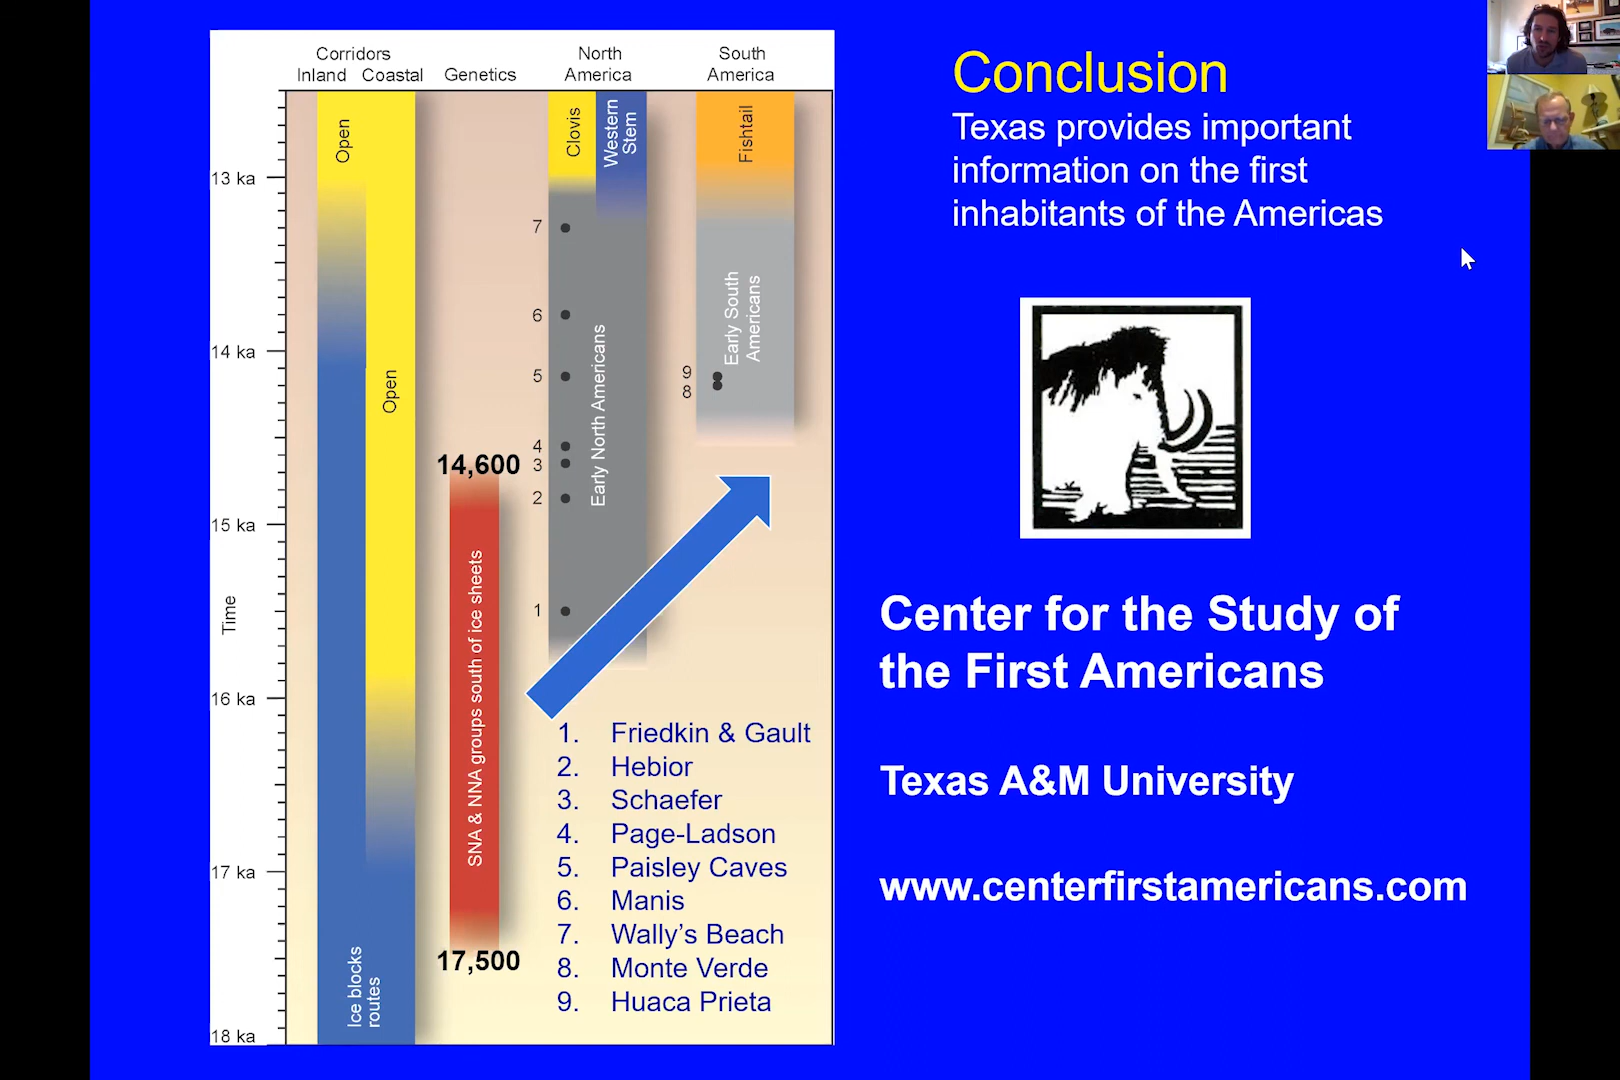 Corridors
Inland Coastal
Genetics
North
America
South
America
Open
Open
Ice blocks
routes
Clovis
Western
Stem
Fishtail
Early North Americans
Early South
Americans
SNA & NNA groups south of ice sheets
14,600
17,500
Time
13 ka
14 ka
15 ka
16 ka
17 ka
18 ka
7
6
5
4
3
2
1
9
8
1. Friedkin & Gault
2. Hebior
3. Schaefer
4. Page-Ladson
5. Paisley Caves
6. Manis
7. Wally's Beach
8. Monte Verde
9. Huaca Prieta
Conclusion
Texas provides important
information on the first
inhabitants of the Americas
Center for the Study of
the First Americans
Texas A&M University
www.centerfirstamericans.com